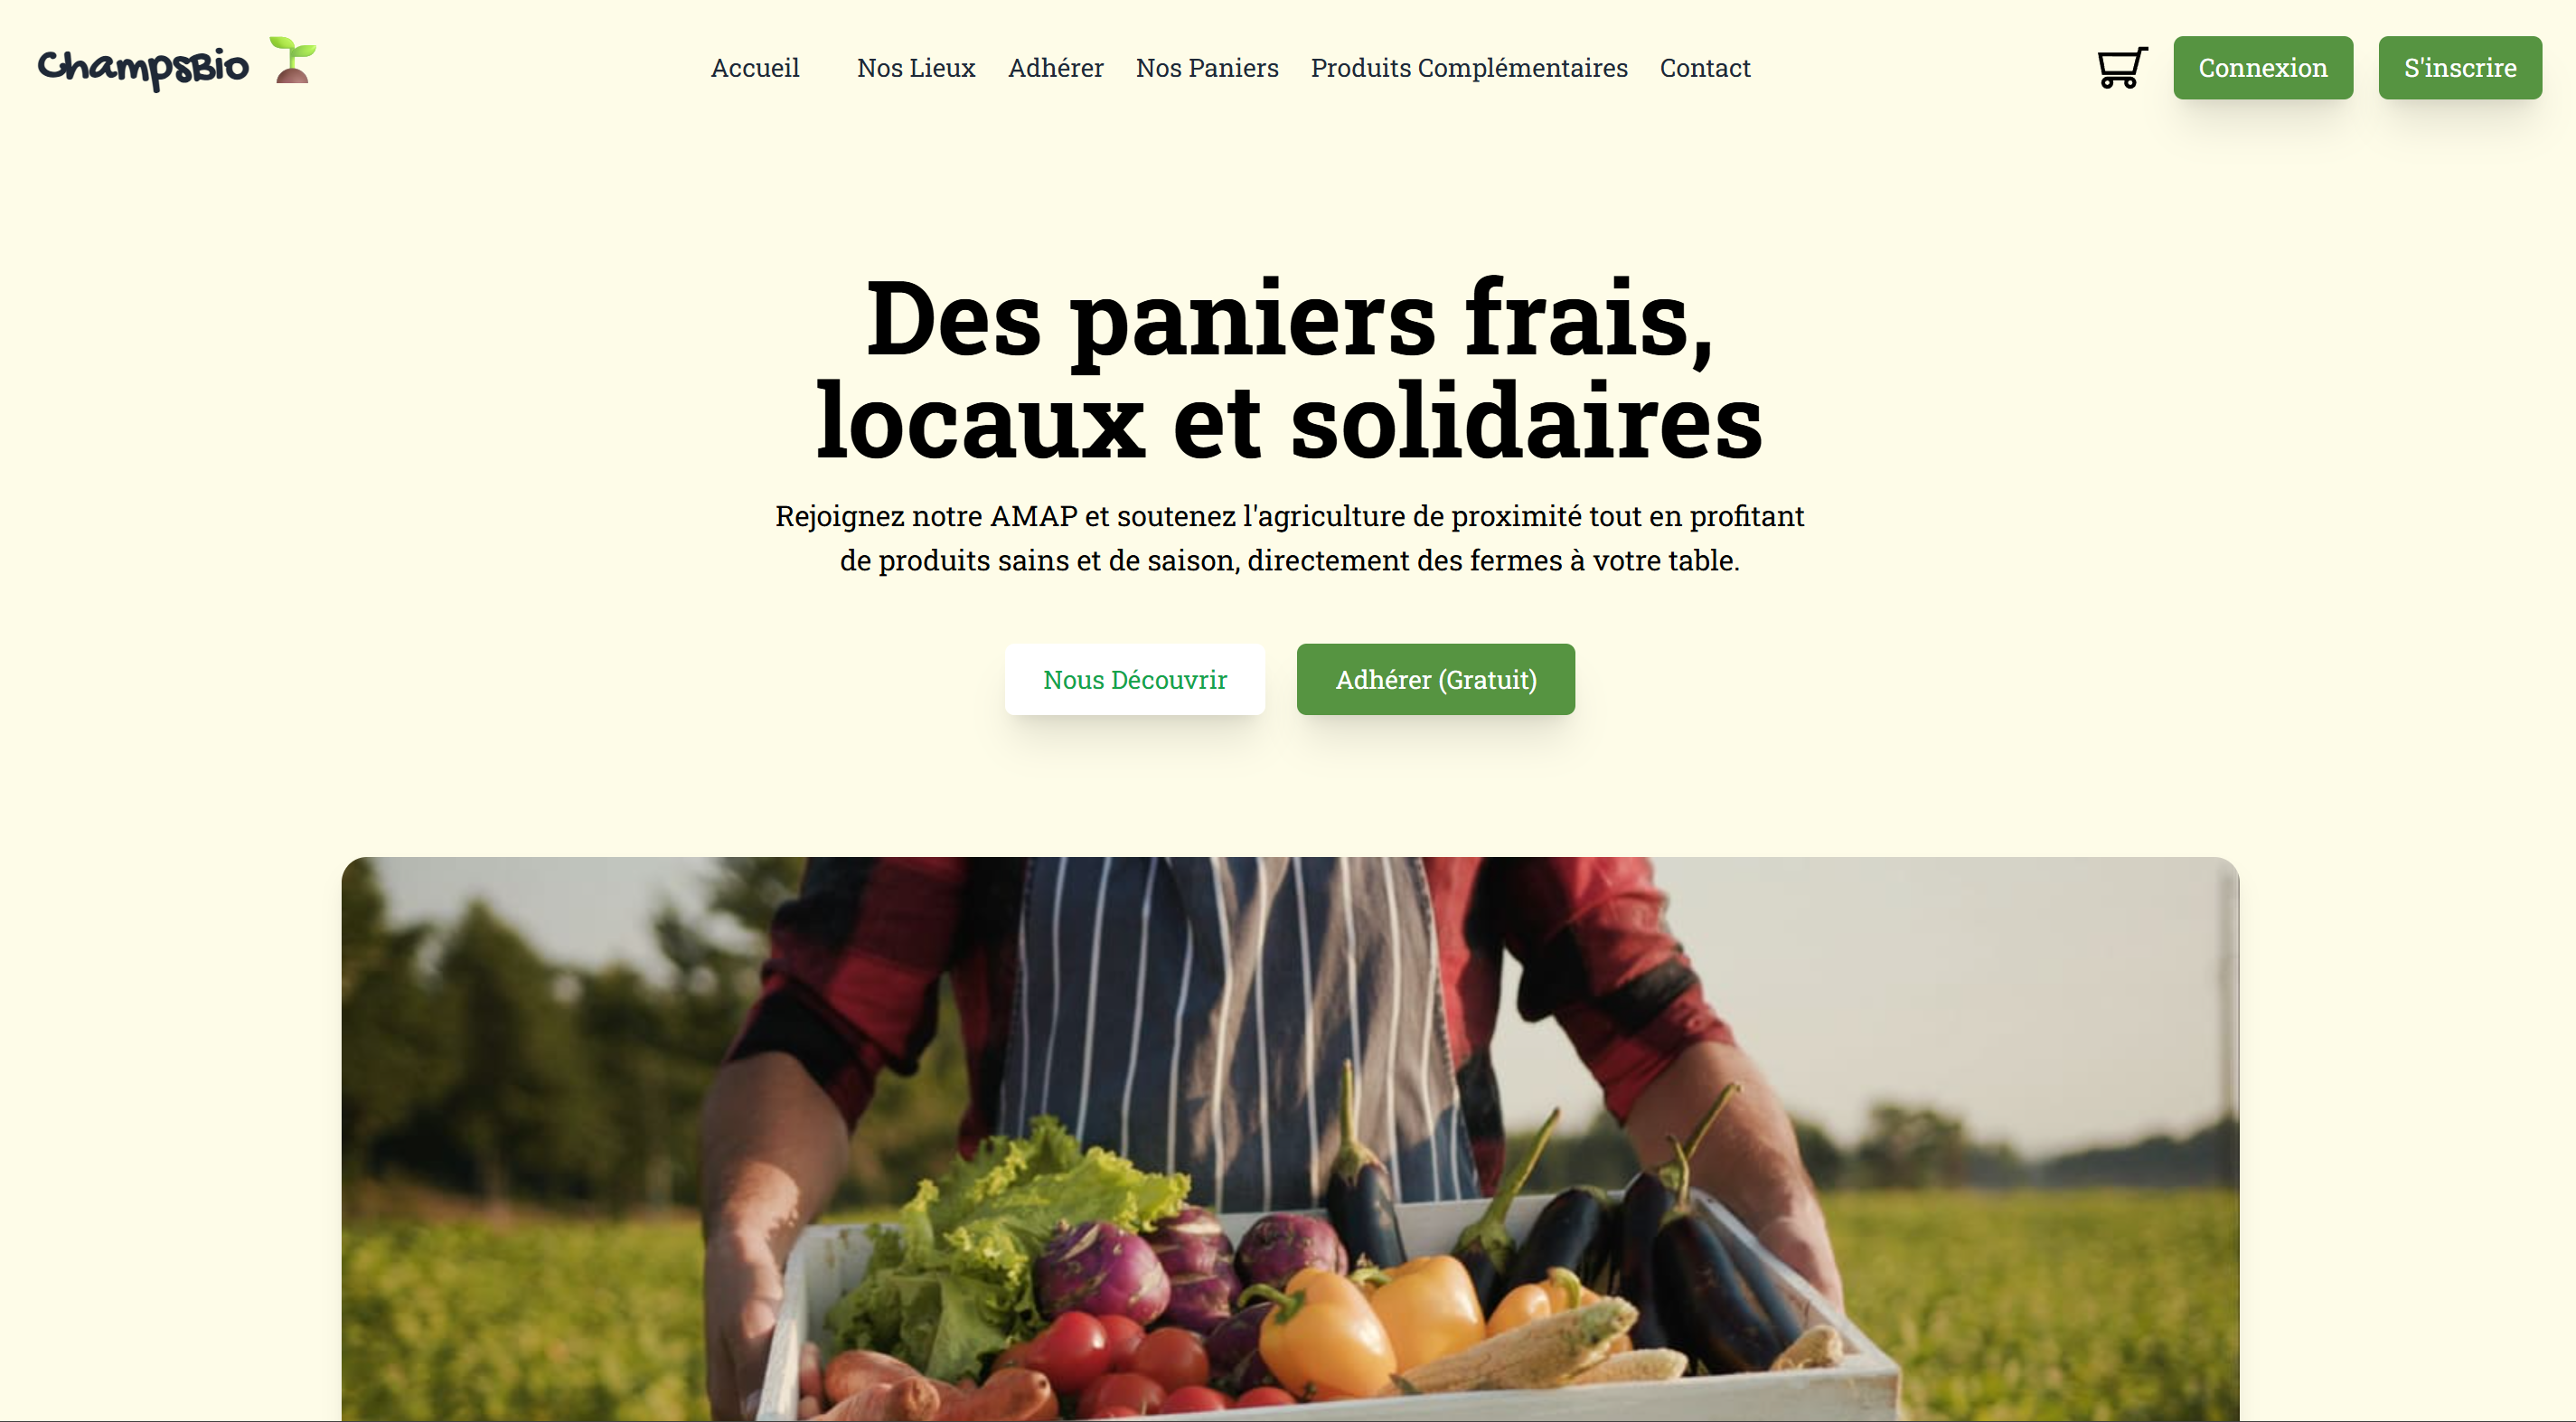 ChampsBio
Accueil Nos Lieux Adhérer Nos Paniers Produits Complémentaires Contact
Connexion S'inscrire
Des paniers frais,
locaux et solidaires
Rejoignez notre AMAP et soutenez l'agriculture de proximité tout en profitant
de produits sains et de saison, directement des fermes à votre table.
Nous Découvrir Adhérer (Gratuit)